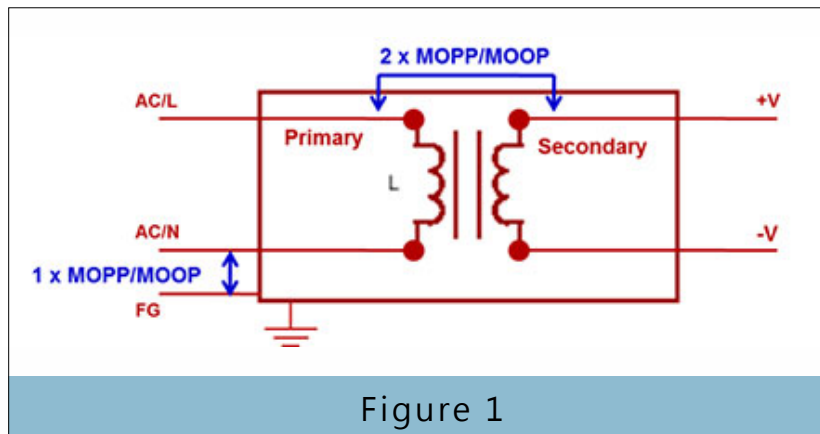 2 x MOPP/MOOP
AC/L
+V
Primary
Secondary
L
AC/N
-V
1 x MOPP/MOOP
FG
Figure 1